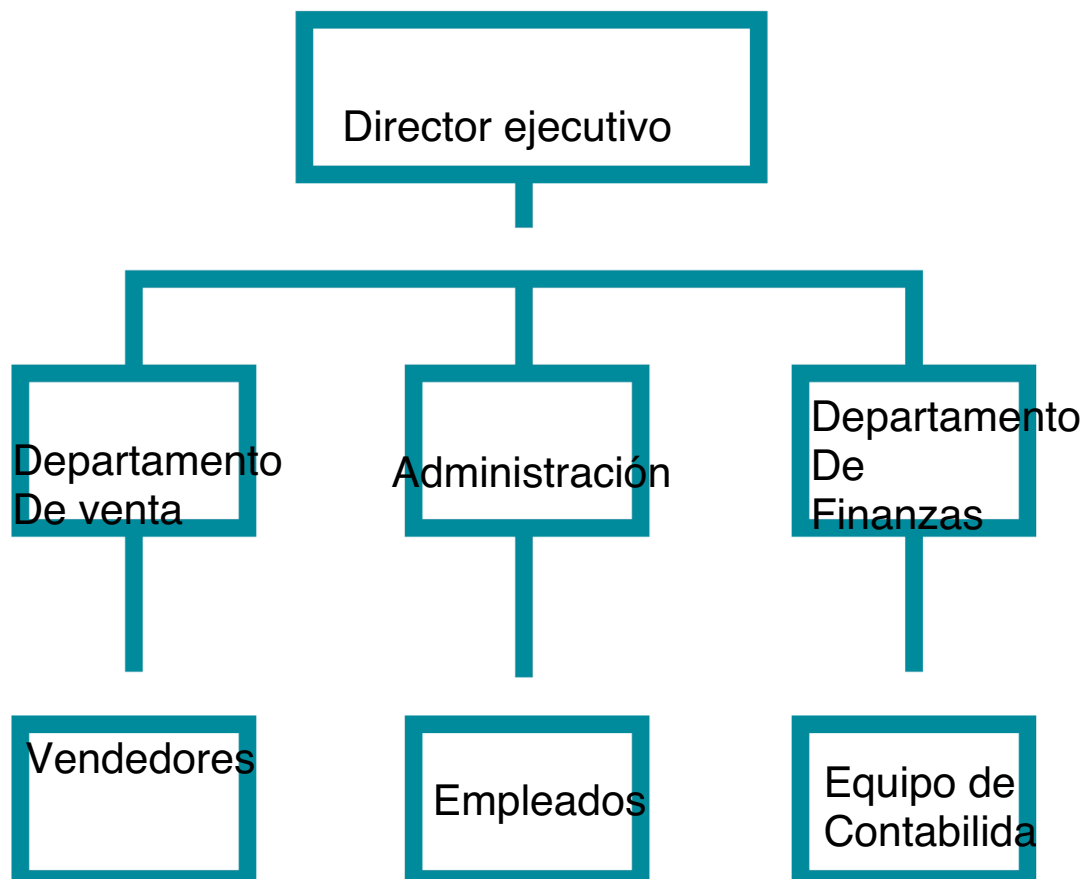 Director ejecutivo
Departamento
De venta
Administración
Departamento
De
Finanzas
Vendedores
Empleados
Equipo de
Contabilida